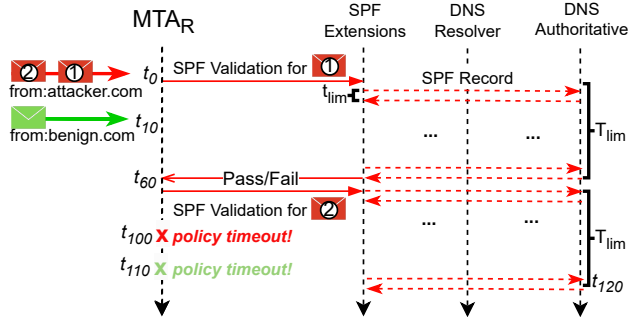 MTAR
SPF
Extensions
DNS
Resolver
DNS
Authoritative
2 1
from:attacker.com
t0
SPF Validation for 1
SPF Record
tlim
from:benign.com
t10
... ...
Tlim
t60
Pass/Fail
SPF Validation for 2
... ...
Tlim
t100 x policy timeout!
t110 x policy timeout!
t120